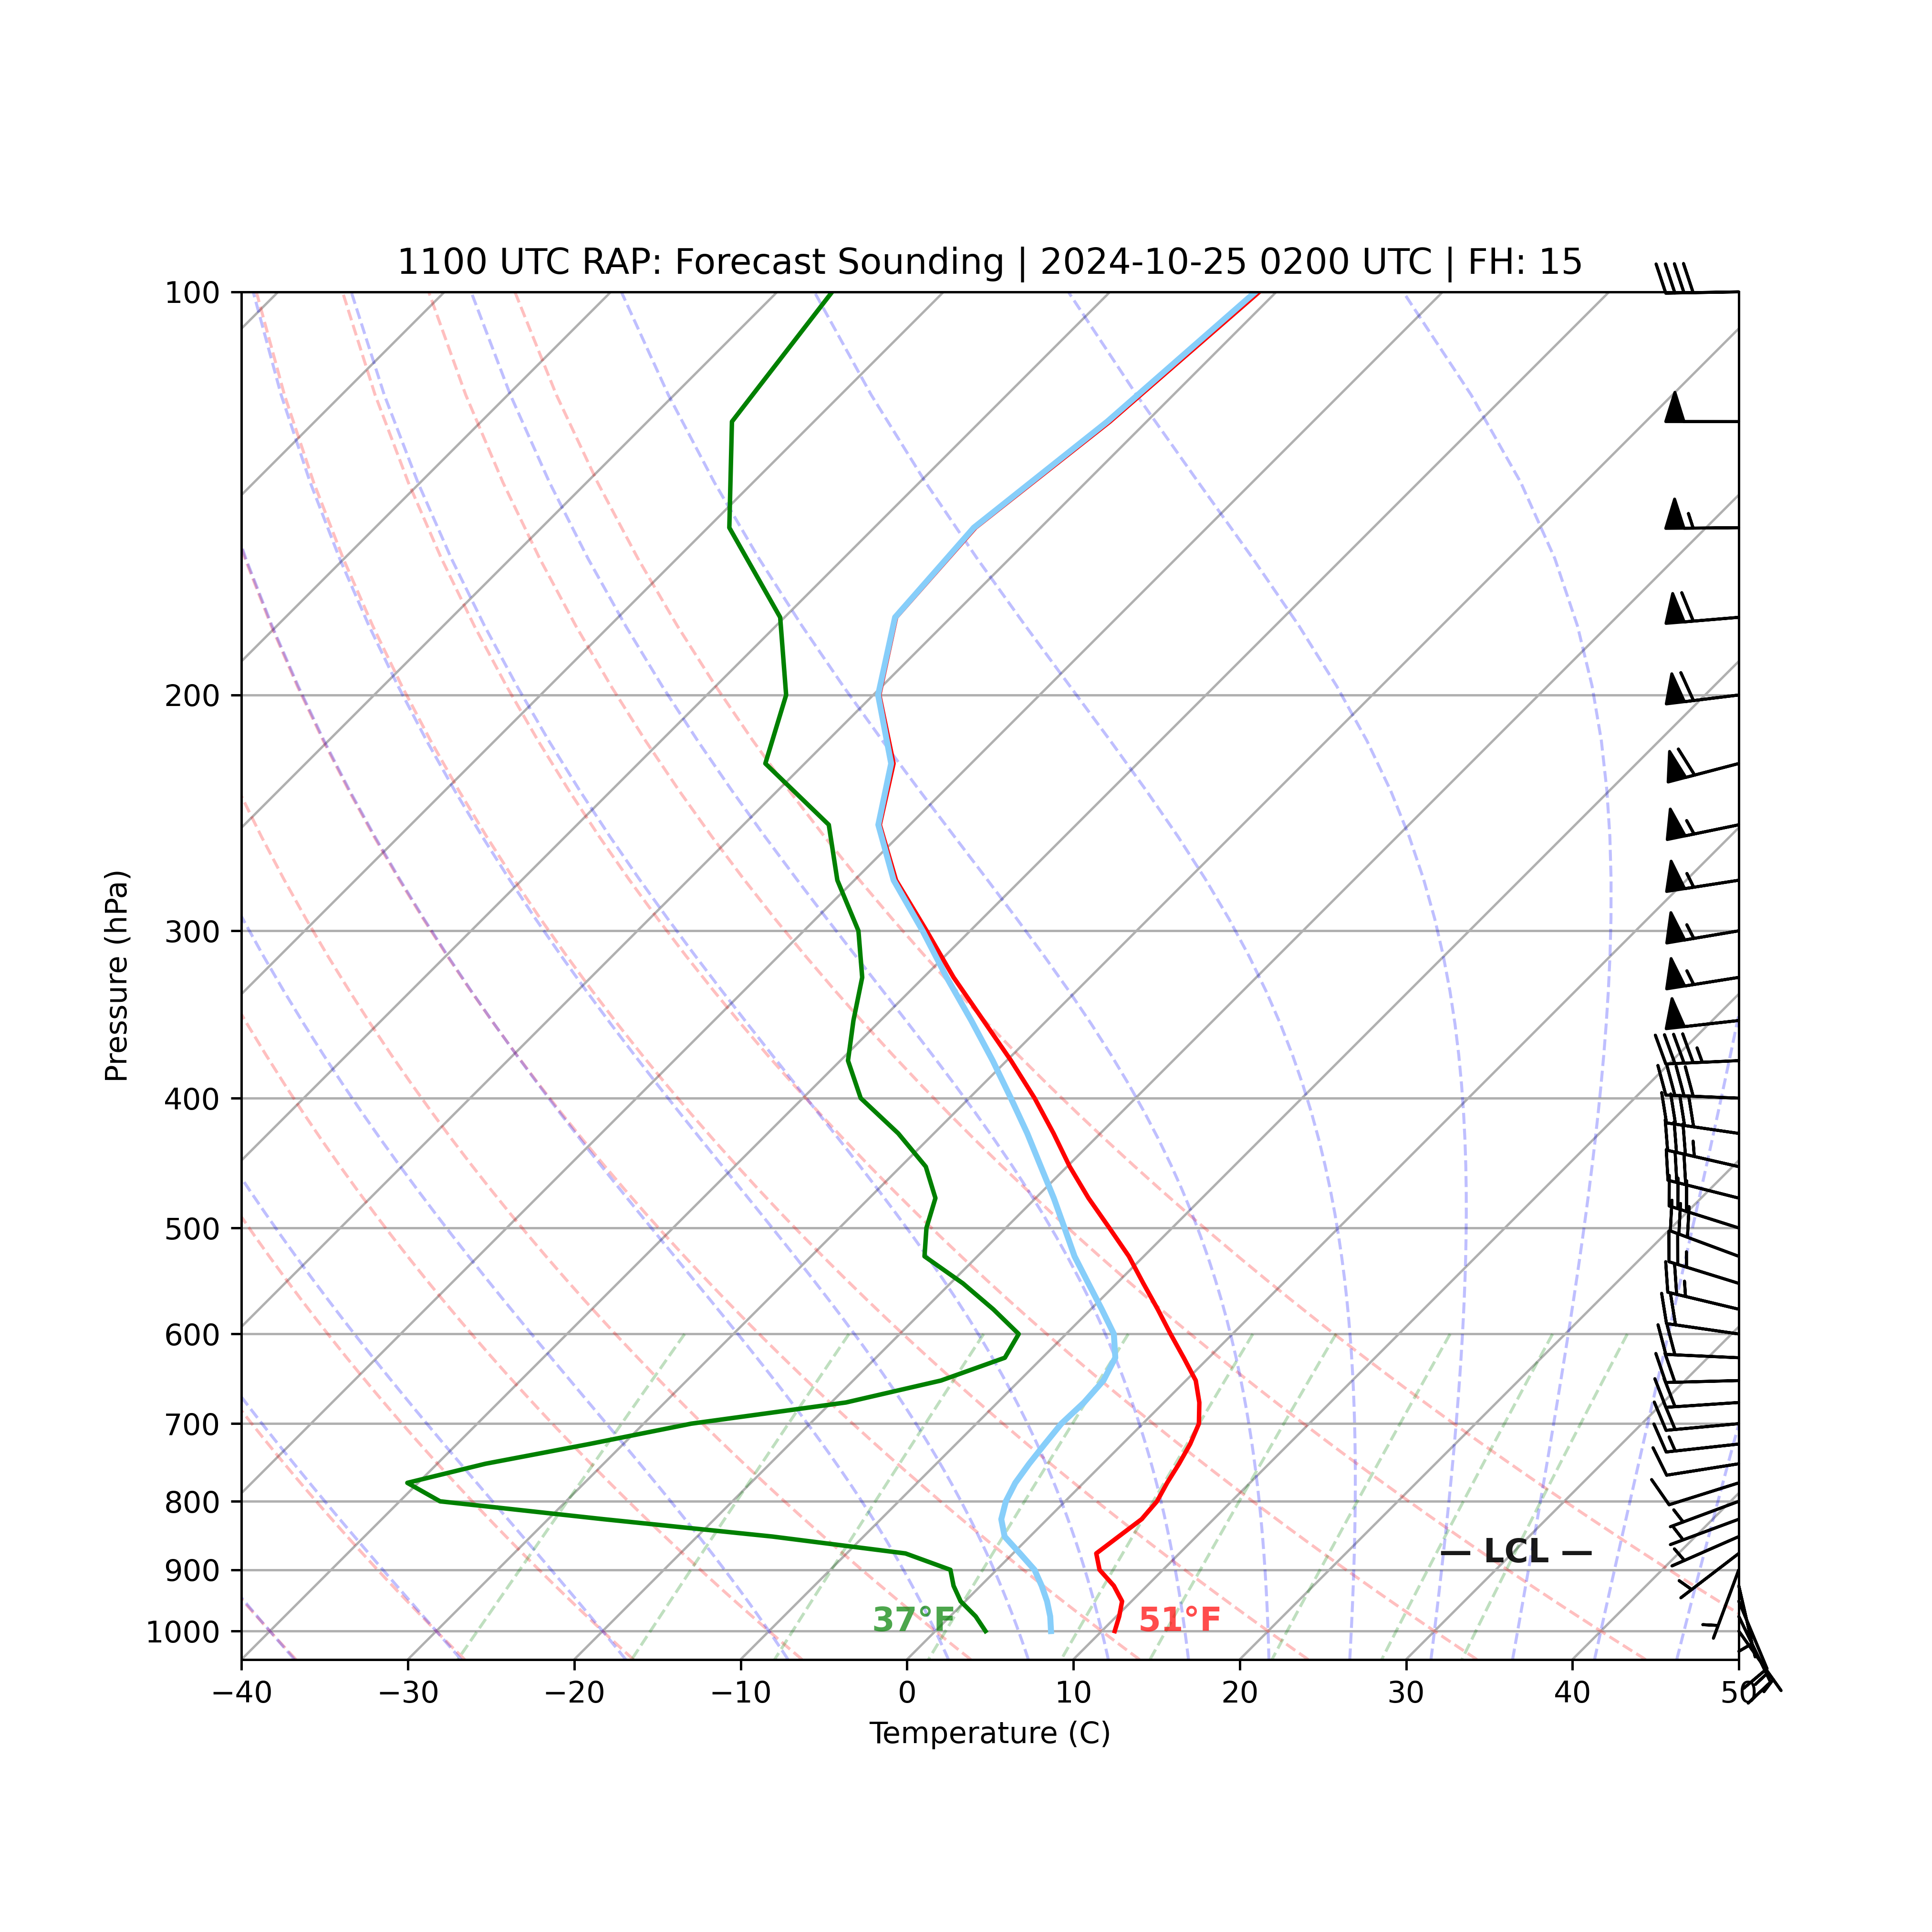 1100 UTC RAP: Forecast Sounding | 2024-10-25 0200 UTC | FH: 15
100
200
300
400
500
600
700
800
900
1000
Pressure (hPa)
— LCL —
37°F
51°F
−40 −30 −20 −10 0 10 20 30 40 50
Temperature (C)